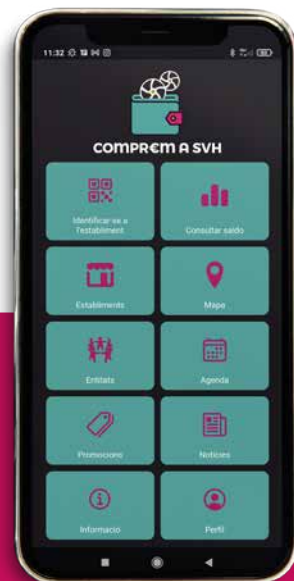 11:32
COMPREM A SVH
Identificar-se a
l'establiment
Consultar saldo
Establiments
Mapa
Entitats
Agenda
Promocions
Notícies
Informació
Perfil